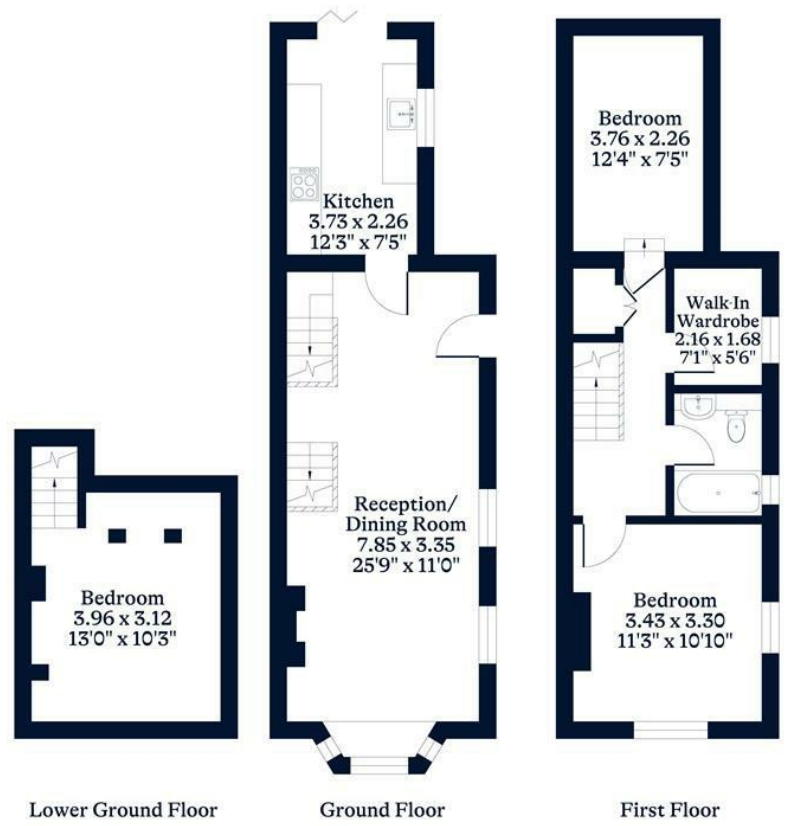 Bedroom
3.96 x 3.12
13'0" x 10'3"
Lower Ground Floor
Kitchen
3.73 x 2.26
12'3" x 7'5"
Reception/
Dining Room
7.85 x 3.35
25'9" x 11'0"
Ground Floor
Bedroom
3.76 x 2.26
12'4" x 7'5"
Walk-In
Wardrobe
2.16 x 1.68
7'1" x 5'6"
Bedroom
3.43 x 3.30
11'3" x 10'10"
First Floor